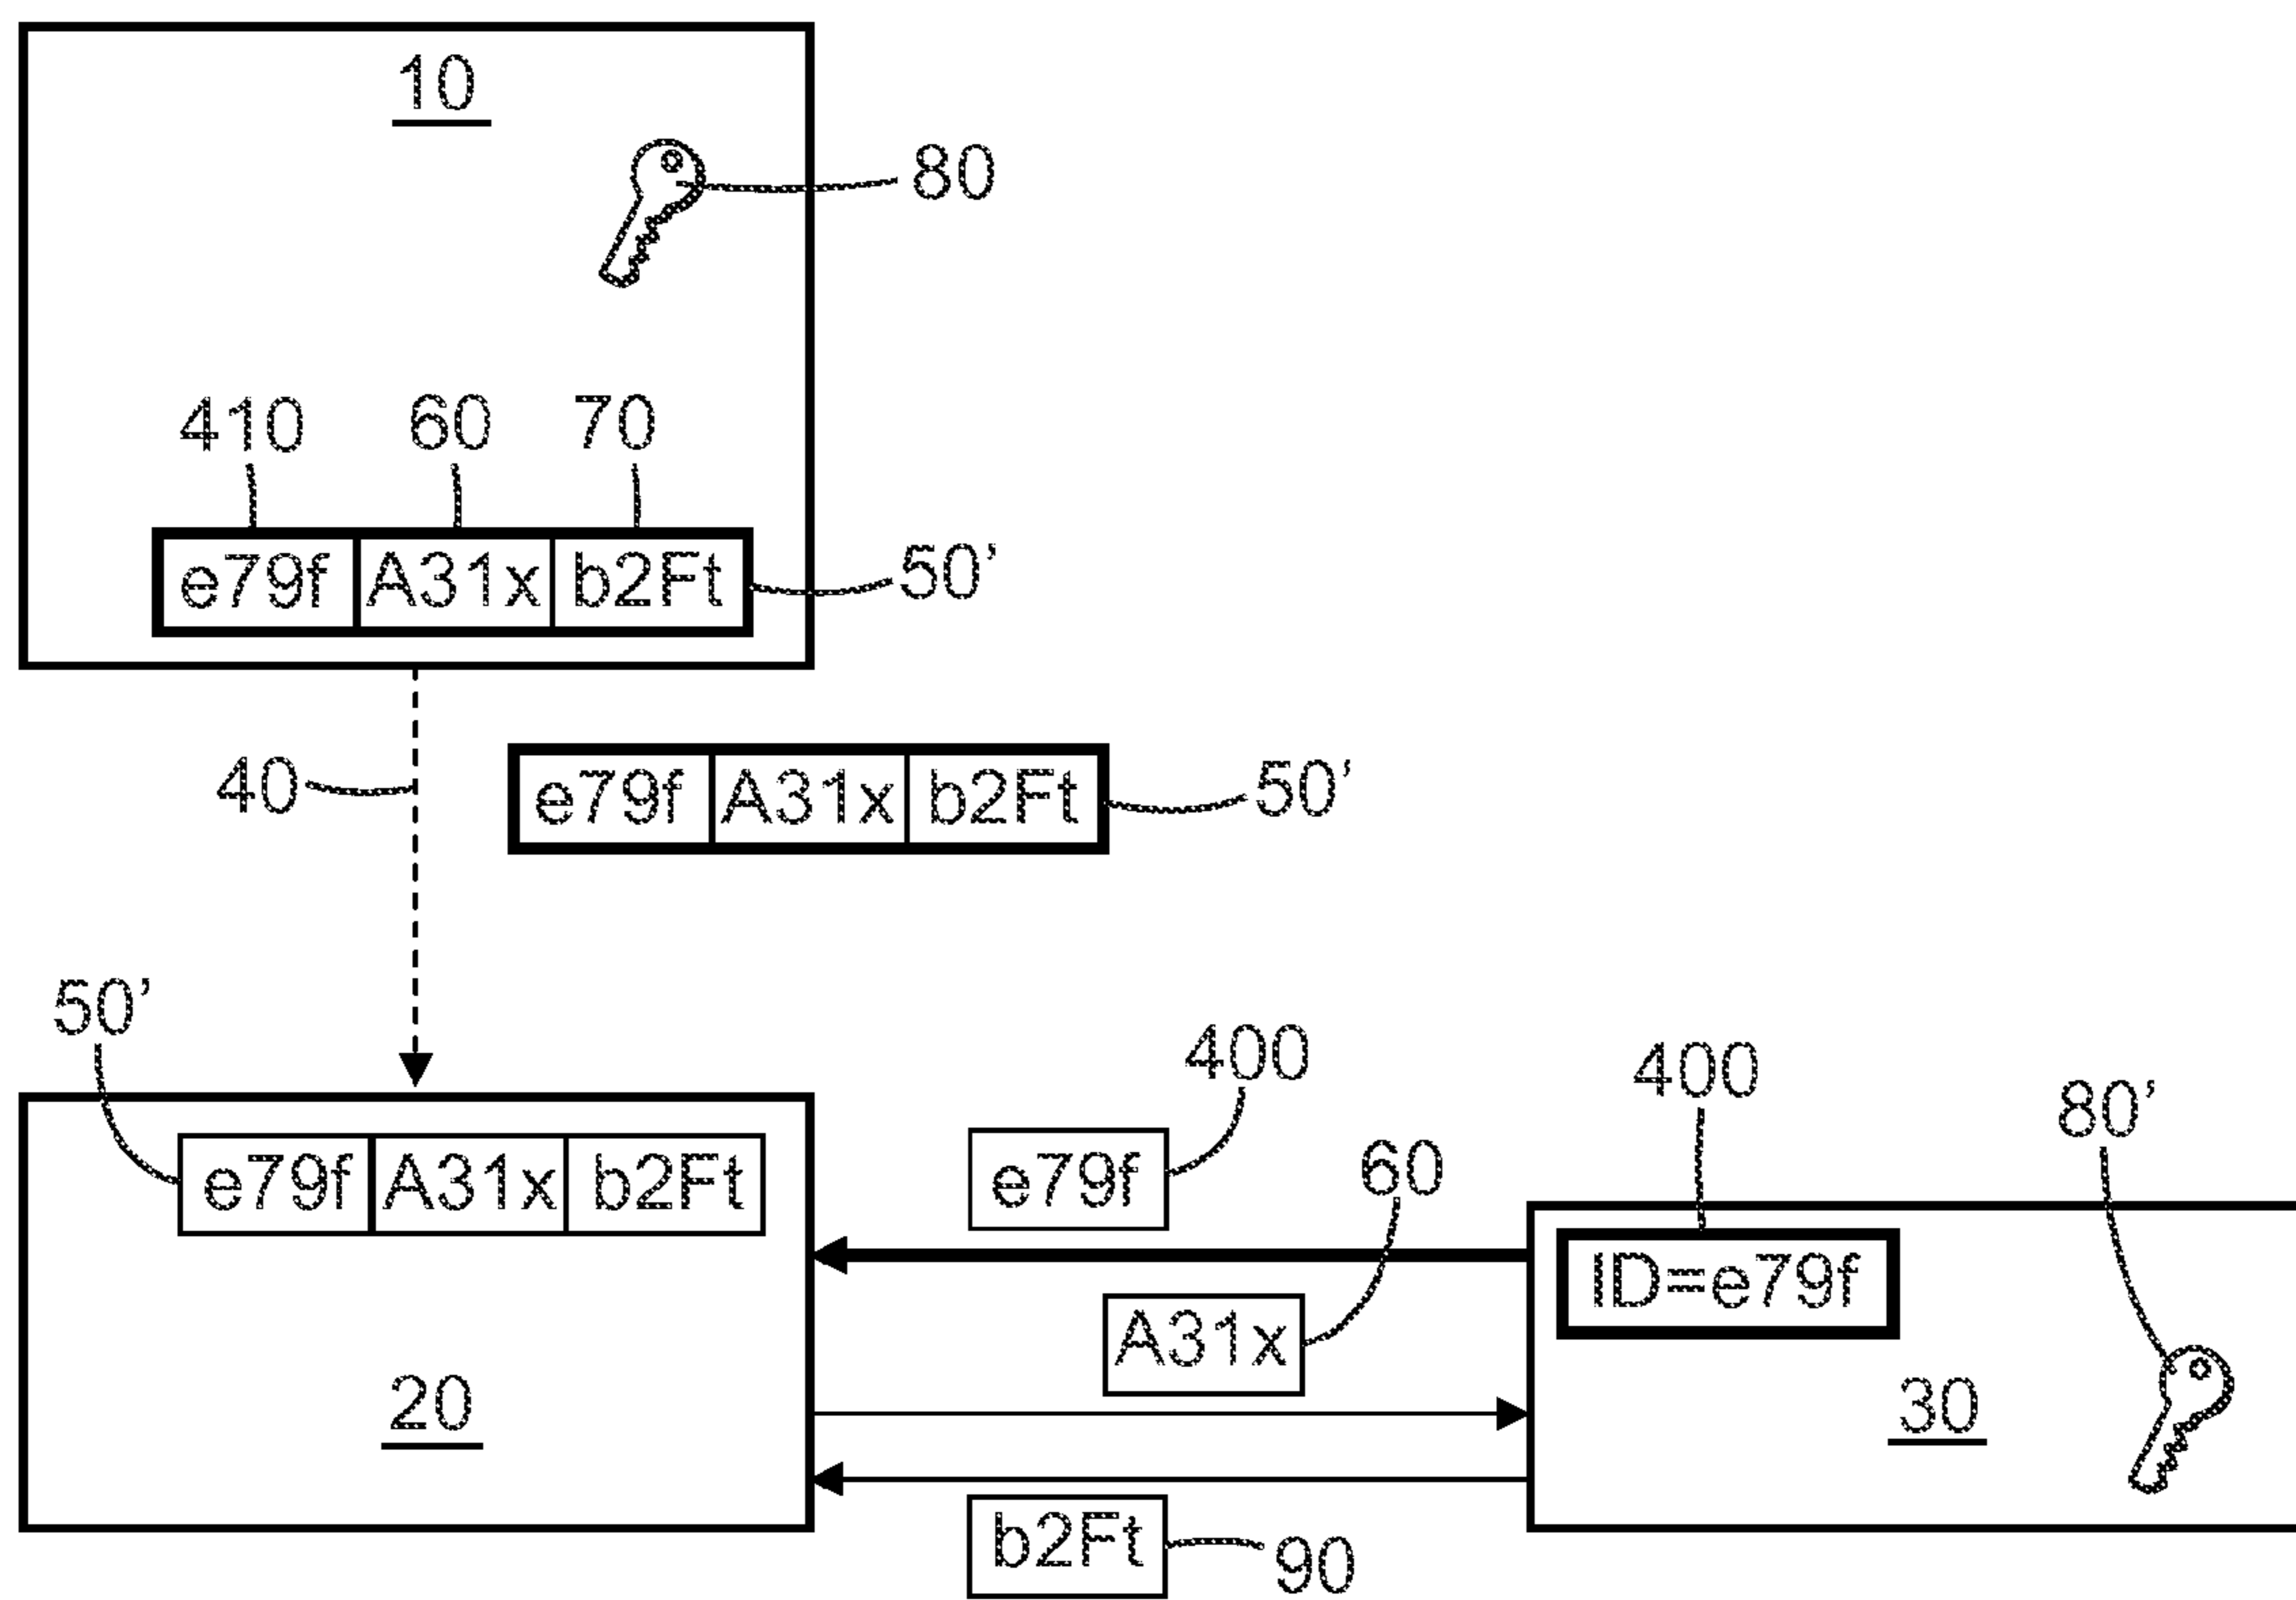 10
80
410 60 70
e79f A31x b2Ft 50’
40 e79f A31x b2Ft 50’
50’
400 400
80’
60
e79f A31x b2Ft
e79f
ID=e79f
A31x
20
30
b2Ft 90